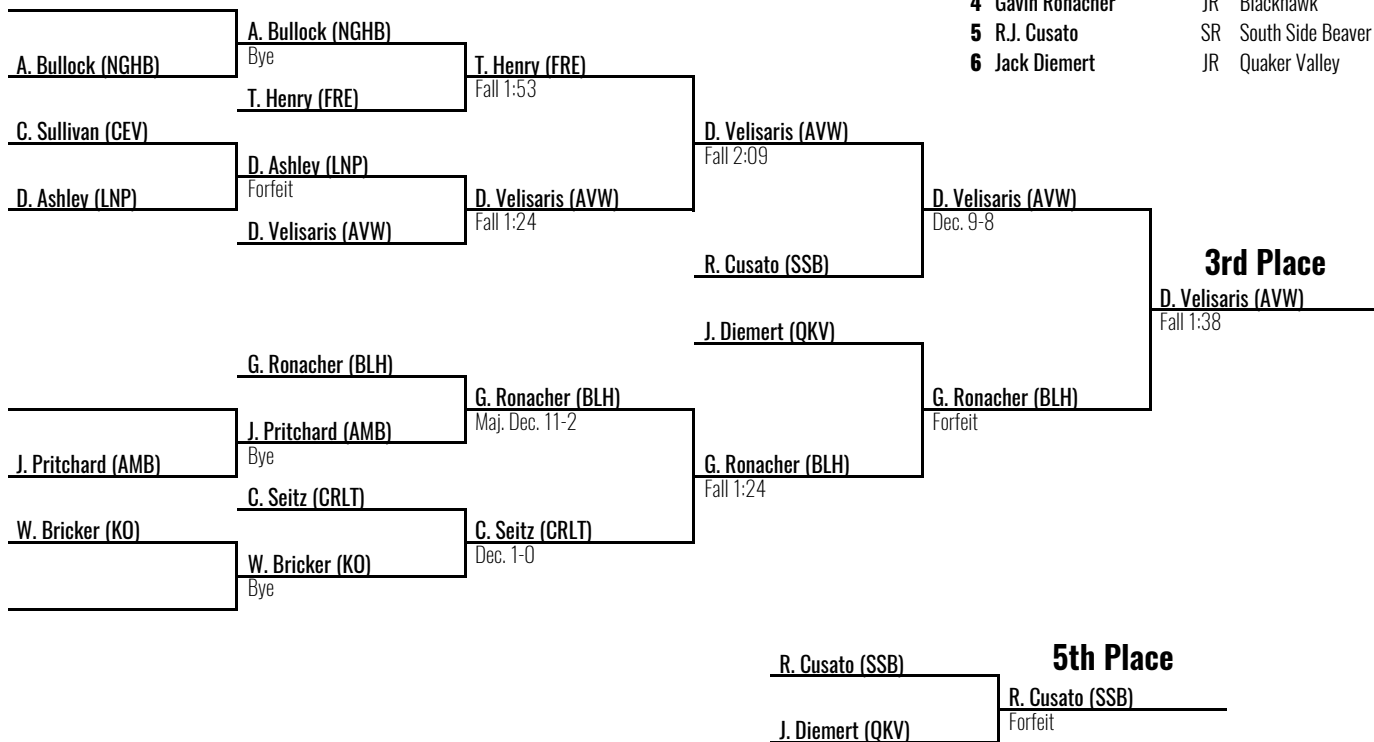 4 Gavin Ronacher JR Blackhawk
5 R.J. Cusato SR South Side Beaver
6 Jack Diemert JR Quaker Valley
A. Bullock (NGHB)
Bye
A. Bullock (NGHB)
T. Henry (FRE)
Fall 1:53
T. Henry (FRE)
C. Sullivan (CEV)
D. Velisaris (AVW)
Fall 2:09
D. Ashley (LNP)
Forfeit
D. Ashley (LNP)
D. Velisaris (AVW)
Fall 1:24
D. Velisaris (AVW)
Dec. 9-8
D. Velisaris (AVW)
R. Cusato (SSB)
3rd Place
D. Velisaris (AVW)
Fall 1:38
J. Diemert (QKV)
G. Ronacher (BLH)
G. Ronacher (BLH)
Maj. Dec. 11-2
G. Ronacher (BLH)
Forfeit
J. Pritchard (AMB)
Bye
J. Pritchard (AMB)
G. Ronacher (BLH)
Fall 1:24
C. Seitz (CRLT)
W. Bricker (KO)
C. Seitz (CRLT)
Dec. 1-0
W. Bricker (KO)
Bye
5th Place
R. Cusato (SSB)
R. Cusato (SSB)
Forfeit
J. Diemert (QKV)